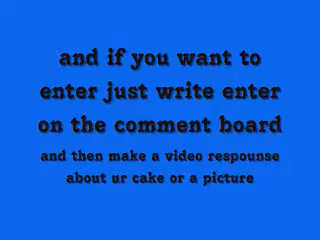 and if you want to
enter just write enter
on the comment board
and then make a video respounse
about ur cake or a picture